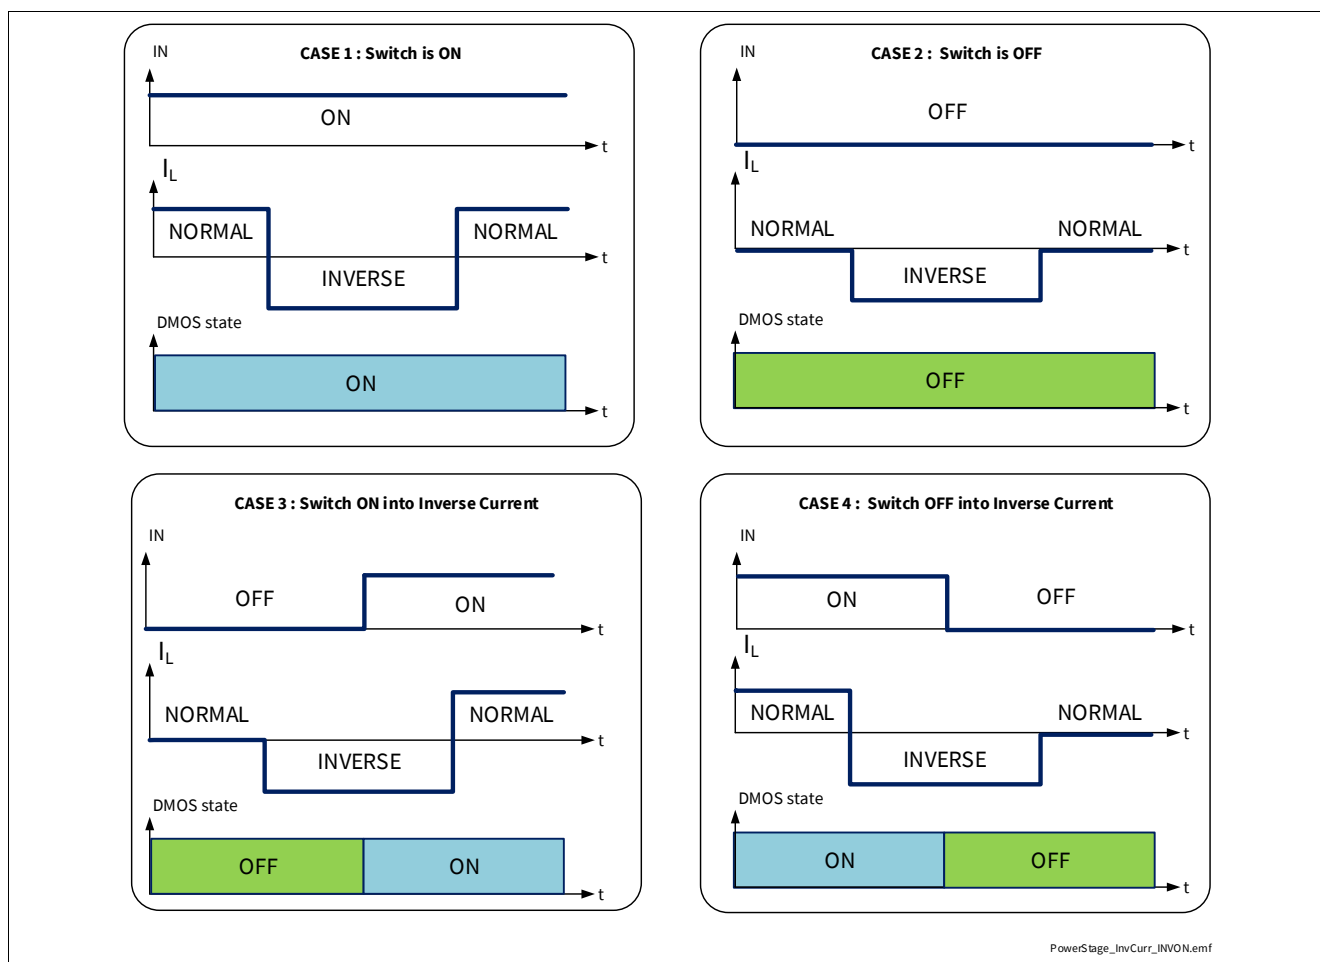 CASE 1 : Switch is ON
IN
ON
t
IL
NORMAL
NORMAL
INVERSE
t
DMOS state
ON
t
CASE 2 : Switch is OFF
IN
OFF
t
IL
NORMAL
NORMAL
INVERSE
t
DMOS state
OFF
t
CASE 3 : Switch ON into Inverse Current
IN
OFF
ON
t
IL
NORMAL
NORMAL
INVERSE
t
DMOS state
OFF
ON
t
CASE 4 : Switch OFF into Inverse Current
IN
ON
OFF
t
IL
NORMAL
NORMAL
INVERSE
t
DMOS state
ON
OFF
t
PowerStage_InvCurr_INVON.emf